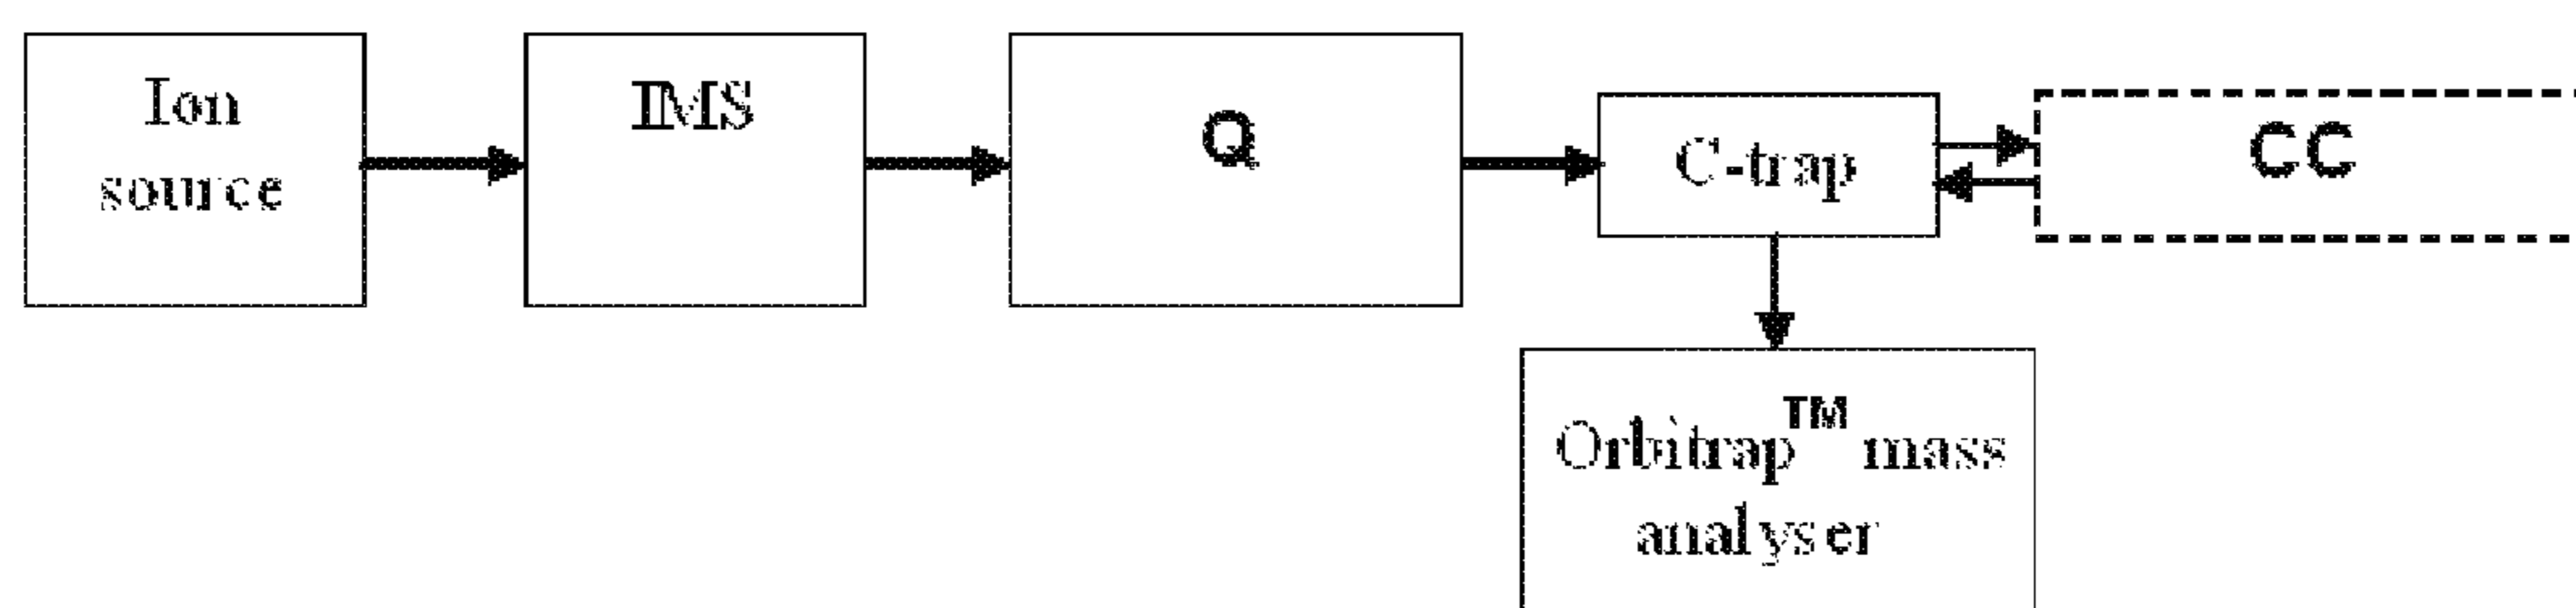 Ion
source
IMS
Q
C-trap
CC
Orbitrap™ mass
analyser